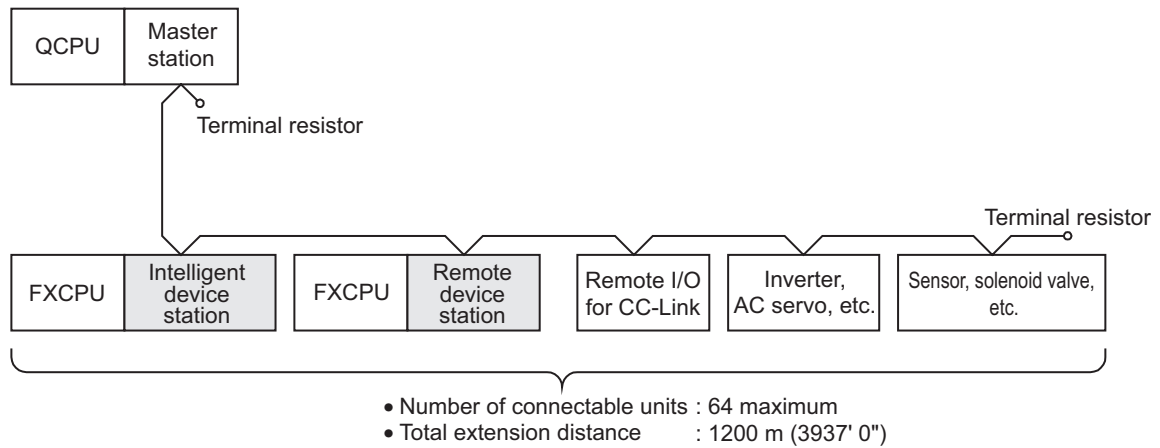 QCPU
Master
station
Terminal resistor
Terminal resistor
FXCPU
Intelligent
device
station
FXCPU
Remote
device
station
Remote I/O
for CC-Link
Inverter,
AC servo, etc.
Sensor, solenoid valve,
etc.
• Number of connectable units : 64 maximum
• Total extension distance : 1200 m (3937' 0")